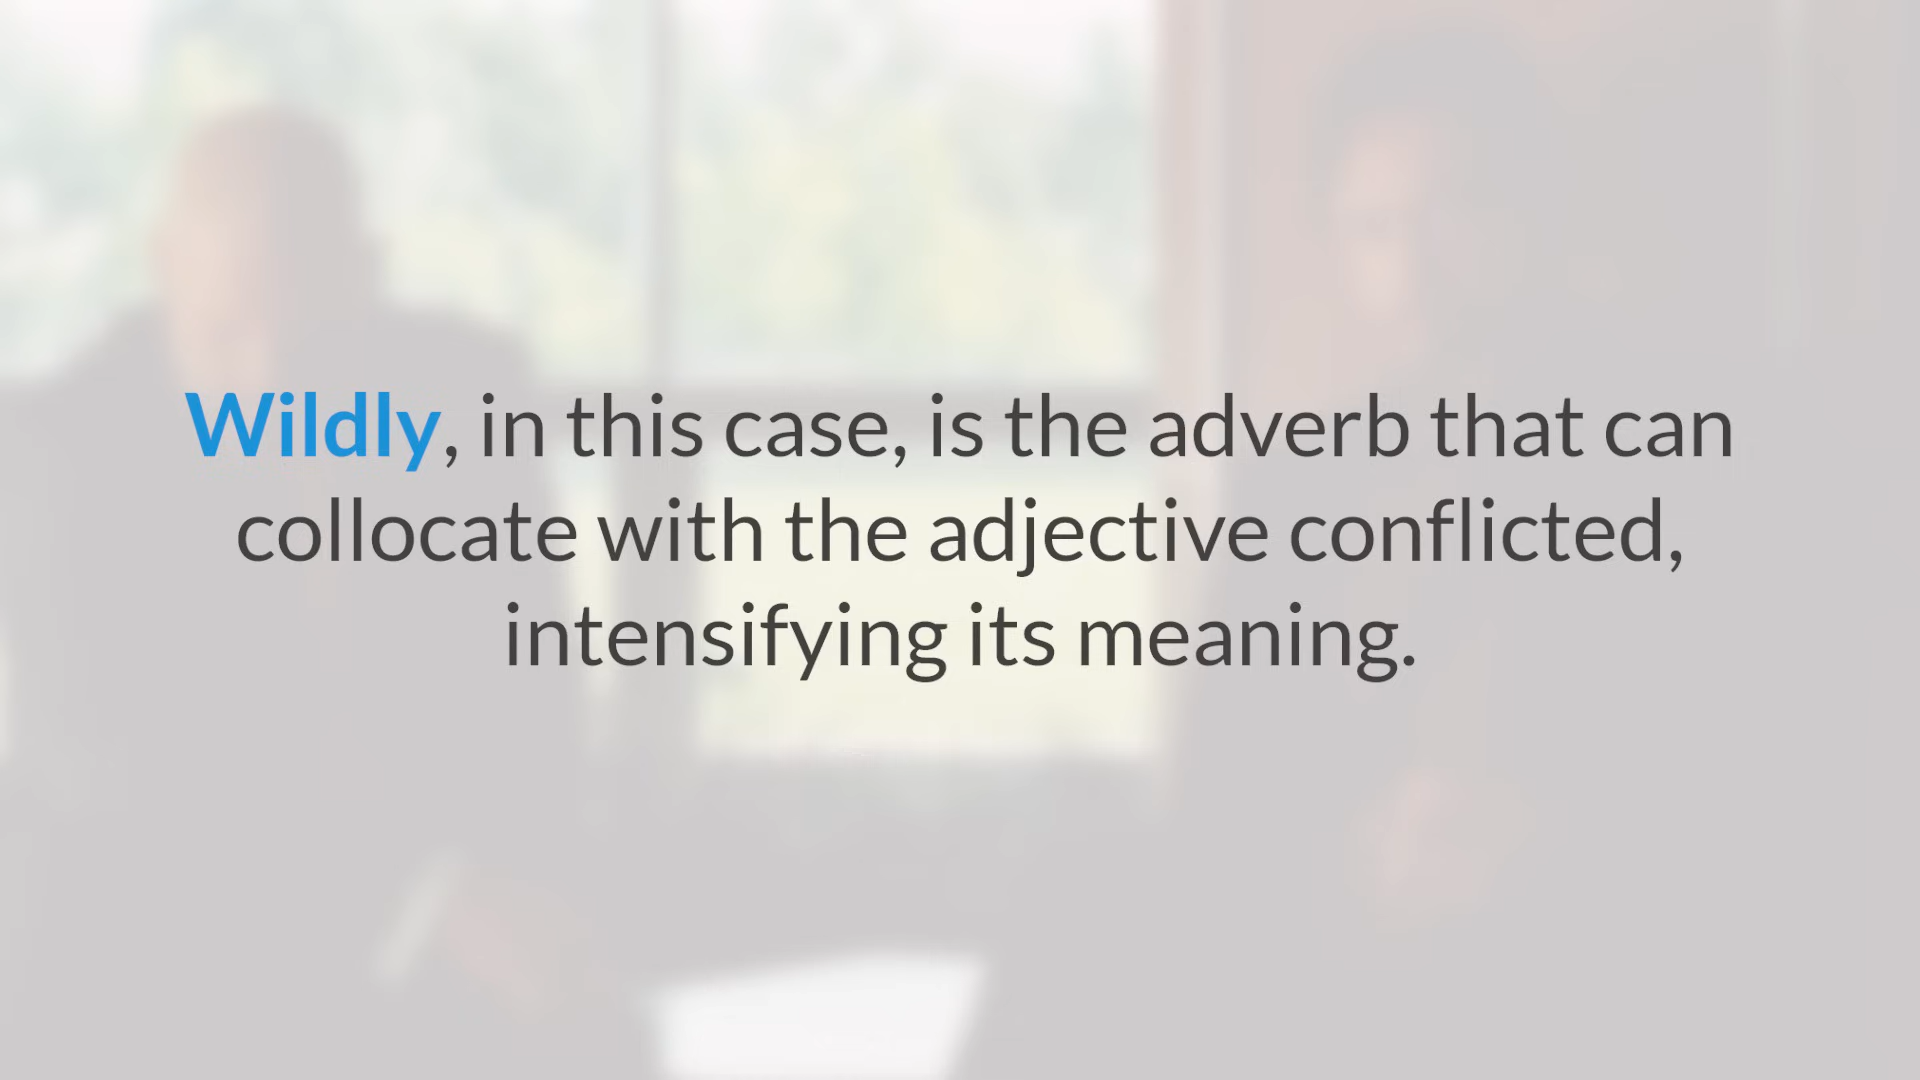 Wildly, in this case, is the adverb that can
collocate with the adjective conflicted,
intensifying its meaning.